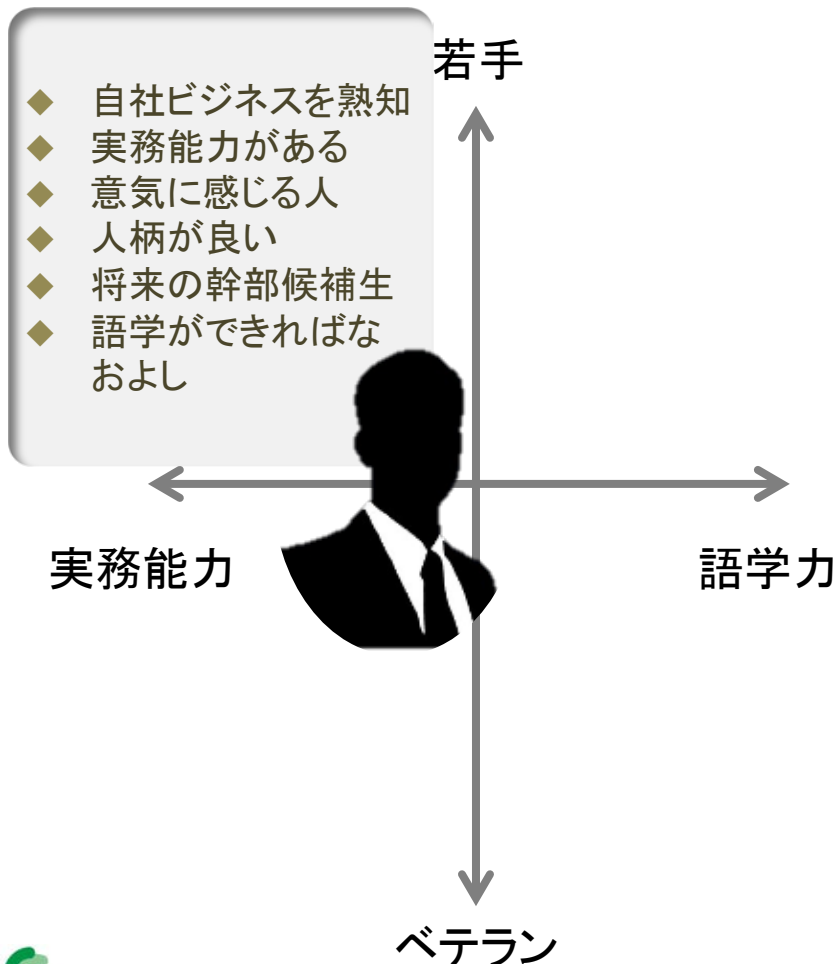 若手
◆ 自社ビジネスを熟知
◆ 実務能力がある
◆ 意気に感じる人
◆ 人柄が良い
◆ 将来の幹部候補生
◆ 語学ができればな
およし
実務能力
語学力
ベテラン